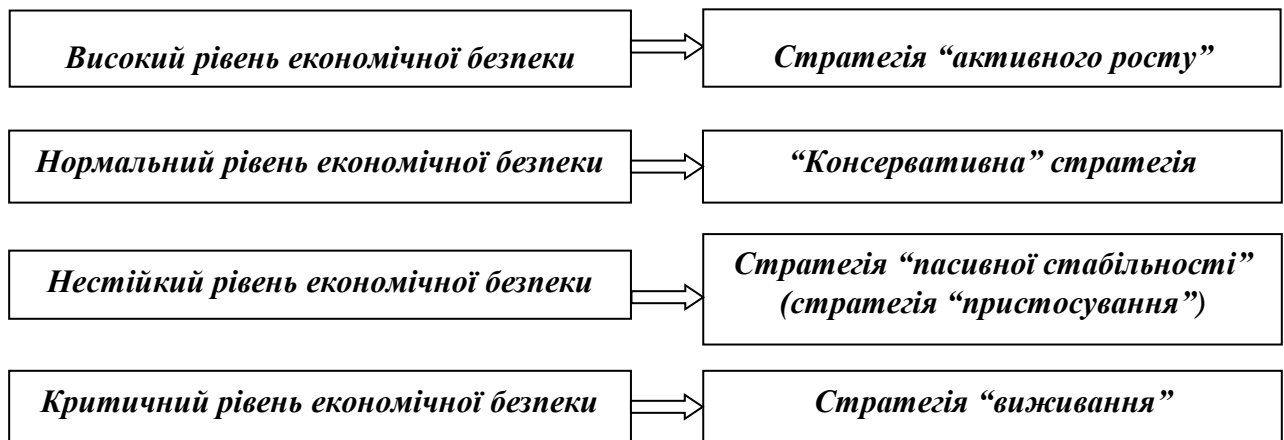 Високий рівень економічної безпеки
Стратегія “активного росту”
Нормальний рівень економічної безпеки
“Консервативна” стратегія
Нестійкий рівень економічної безпеки
Стратегія “пасивної стабільності”
(стратегія “пристосування”)
Критичний рівень економічної безпеки
Стратегія “виживання”